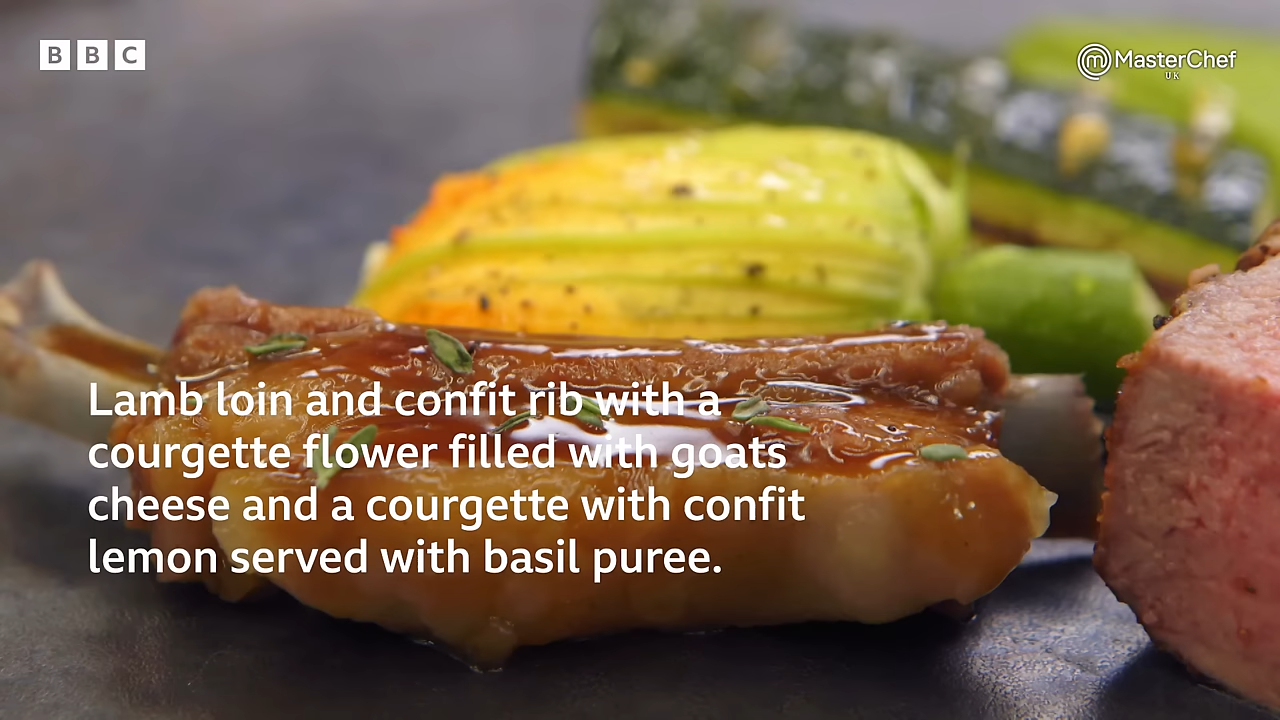 BBC
MasterChef
UK
Lamb loin and confit rib with a
courgette flower filled with goats
cheese and a courgette with confit
lemon served with basil puree.